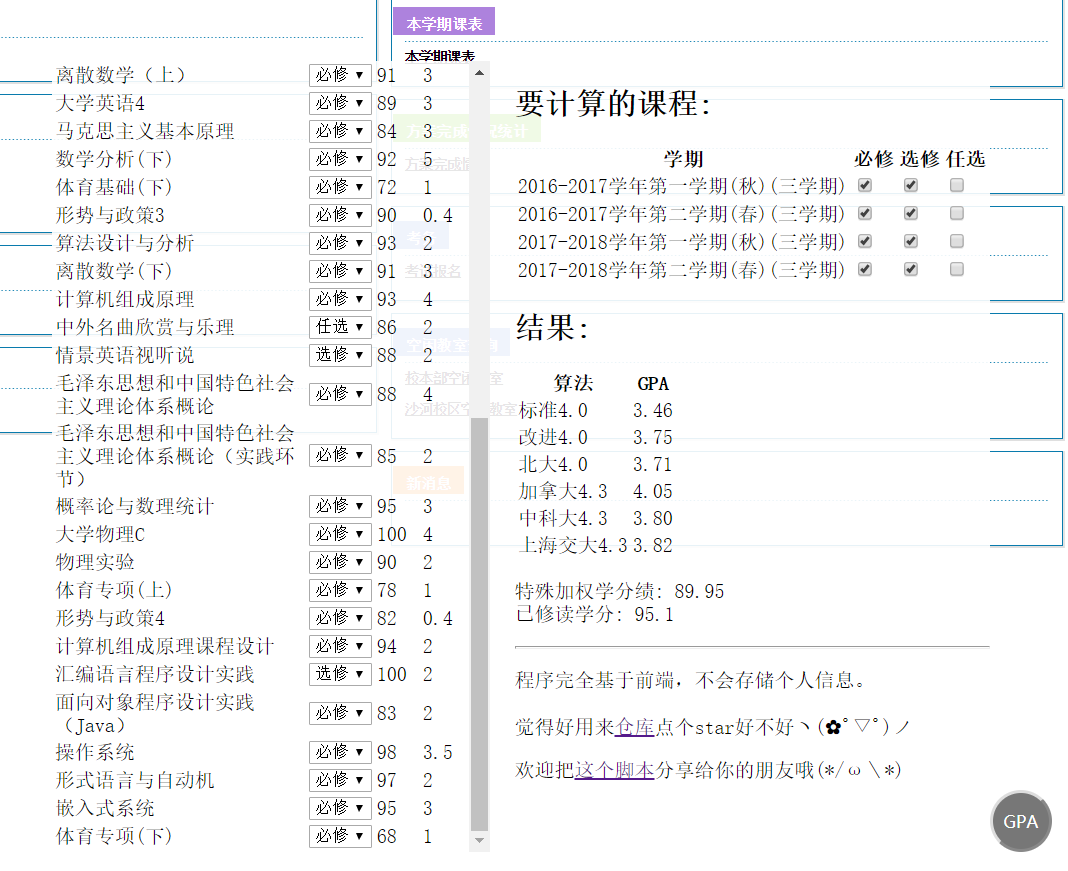 本学期课表
本学期课表
离散数学（上） 必修 91 3
大学英语4 必修 89 3
马克思主义基本原理 必修 84 3
数学分析(下) 必修 92 5
体育基础(下) 必修 72 1
形势与政策3 必修 90 0.4
算法设计与分析 必修 93 2
离散数学(下) 必修 91 3
计算机组成原理 必修 93 4
中外名曲欣赏与乐理 任选 86 2
情景英语视听说 选修 88 2
毛泽东思想和中国特色社会
主义理论体系概论 必修 88 4
毛泽东思想和中国特色社会
主义理论体系概论（实践环 必修 85 2
节）
概率论与数理统计 必修 95 3
大学物理C 必修 100 4
物理实验 必修 90 2
体育专项(上) 必修 78 1
形势与政策4 必修 82 0.4
计算机组成原理课程设计 必修 94 2
汇编语言程序设计实践 选修 100 2
面向对象程序设计实践
（Java） 必修 83 2
操作系统 必修 98 3.5
形式语言与自动机 必修 97 2
嵌入式系统 必修 95 3
体育专项(下) 必修 68 1
考试报名
新消息
要计算的课程:
学期 必修 选修 任选
2016-2017学年第一学期(秋)(三学期)
2016-2017学年第二学期(春)(三学期)
2017-2018学年第一学期(秋)(三学期)
2017-2018学年第二学期(春)(三学期)
结果:
算法 GPA
标准4.0 3.46
改进4.0 3.75
北大4.0 3.71
加拿大4.3 4.05
中科大4.3 3.80
上海交大4.3 3.82
特殊加权学分绩: 89.95
已修读学分: 95.1
程序完全基于前端，不会存储个人信息。
觉得好用来仓库点个star好不好ヽ(✿ﾟ▽ﾟ)ノ
欢迎把这个脚本分享给你的朋友哦(*/ω＼*)
GPA